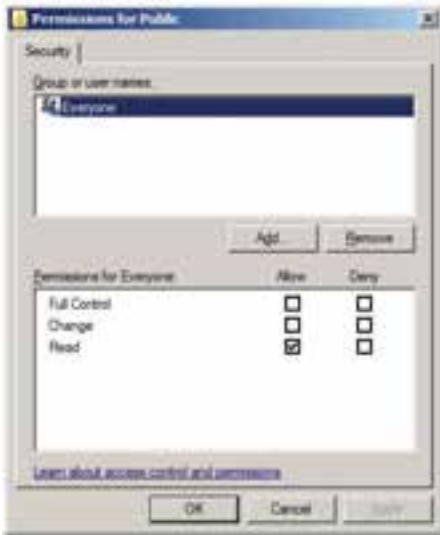 Permissions for Public
Security
Group or user names:
Everyone
Add...
Remove
Permissions for Everyone
Allow
Deny
Full Control
Change
Read
Learn about access control and permissions
OK
Cancel
Apply